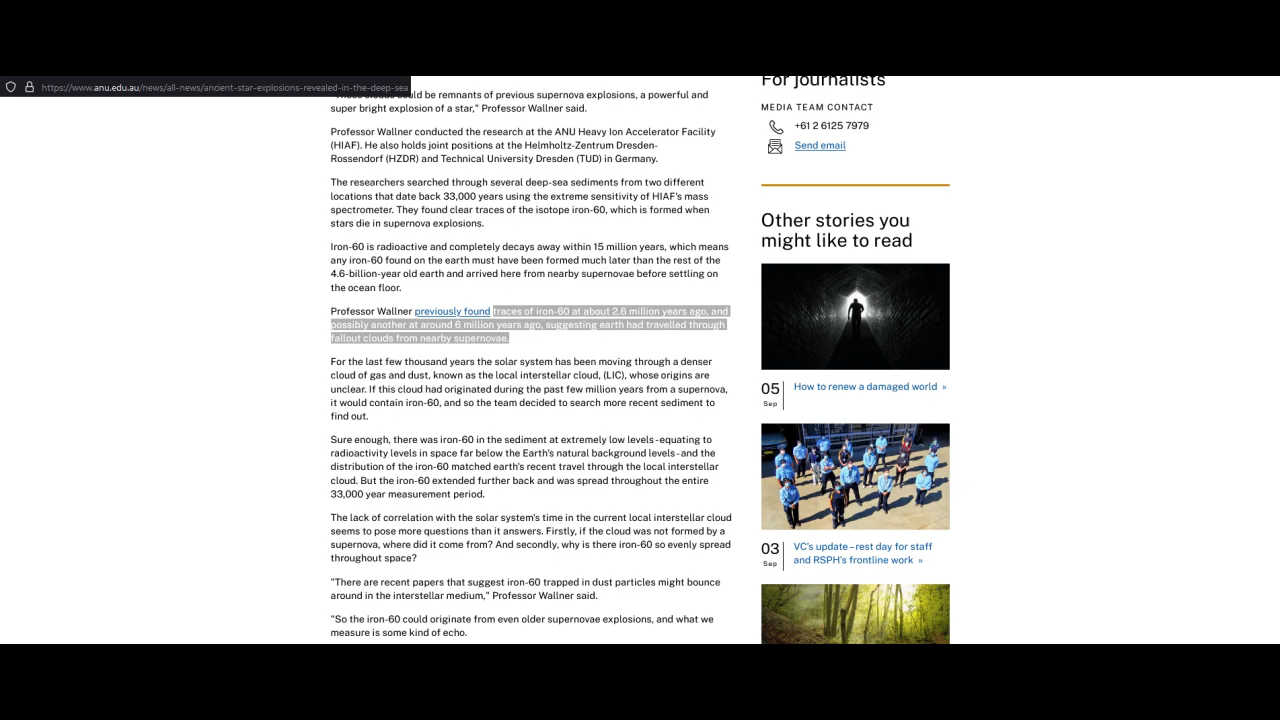 https://www.anu.edu.au/news/all-news/ancient-star-explosions-revealed-in-the-deep-sea
be remnants of previous supernova explosions, a powerful and
super bright explosion of a star," Professor Wallner said.
Professor Wallner conducted the research at the ANU Heavy Ion Accelerator Facility
(HIAF). He also holds joint positions at the Helmholtz-Zentrum Dresden-
Rossendorf (HZDR) and Technical University Dresden (TUD) in Germany.
The researchers searched through several deep-sea sediments from two different
locations that date back 33,000 years using the extreme sensitivity of HIAF's mass
spectrometer. They found clear traces of the isotope iron-60, which is formed when
stars die in supernova explosions.
Iron-60 is radioactive and completely decays away within 15 million years, which means
any iron-60 found on the earth must have been formed much later than the rest of the
4.6-billion-year old earth and arrived here from nearby supernovae before settling on
the ocean floor.
Professor Wallner previously found traces of iron-60 at about 2.6 million years ago, and
possibly another at around 6 million years ago, suggesting earth had travelled through
fallout clouds from nearby supernovae.
For the last few thousand years the solar system has been moving through a denser
cloud of gas and dust, known as the local interstellar cloud, (LIC), whose origins are
unclear. If this cloud had originated during the past few million years from a supernova,
it would contain iron-60, and so the team decided to search more recent sediment to
find out.
Sure enough, there was iron-60 in the sediment at extremely low levels - equating to
radioactivity levels in space far below the Earth's natural background levels - and the
distribution of the iron-60 matched earth's recent travel through the local interstellar
cloud. But the iron-60 extended further back and was spread throughout the entire
33,000 year measurement period.
The lack of correlation with the solar system's time in the current local interstellar cloud
seems to pose more questions than it answers. Firstly, if the cloud was not formed by a
supernova, where did it come from? And secondly, why is there iron-60 so evenly spread
throughout space?
"There are recent papers that suggest iron-60 trapped in dust particles might bounce
around in the interstellar medium," Professor Wallner said.
"So the iron-60 could originate from even older supernovae explosions, and what we
measure is some kind of echo.
For journalists
MEDIA TEAM CONTACT
+61 2 6125 7979
Send email
Other stories you
might like to read
05
Sep
How to renew a damaged world »
03
Sep
VC's update – rest day for staff
and RSPH's frontline work »